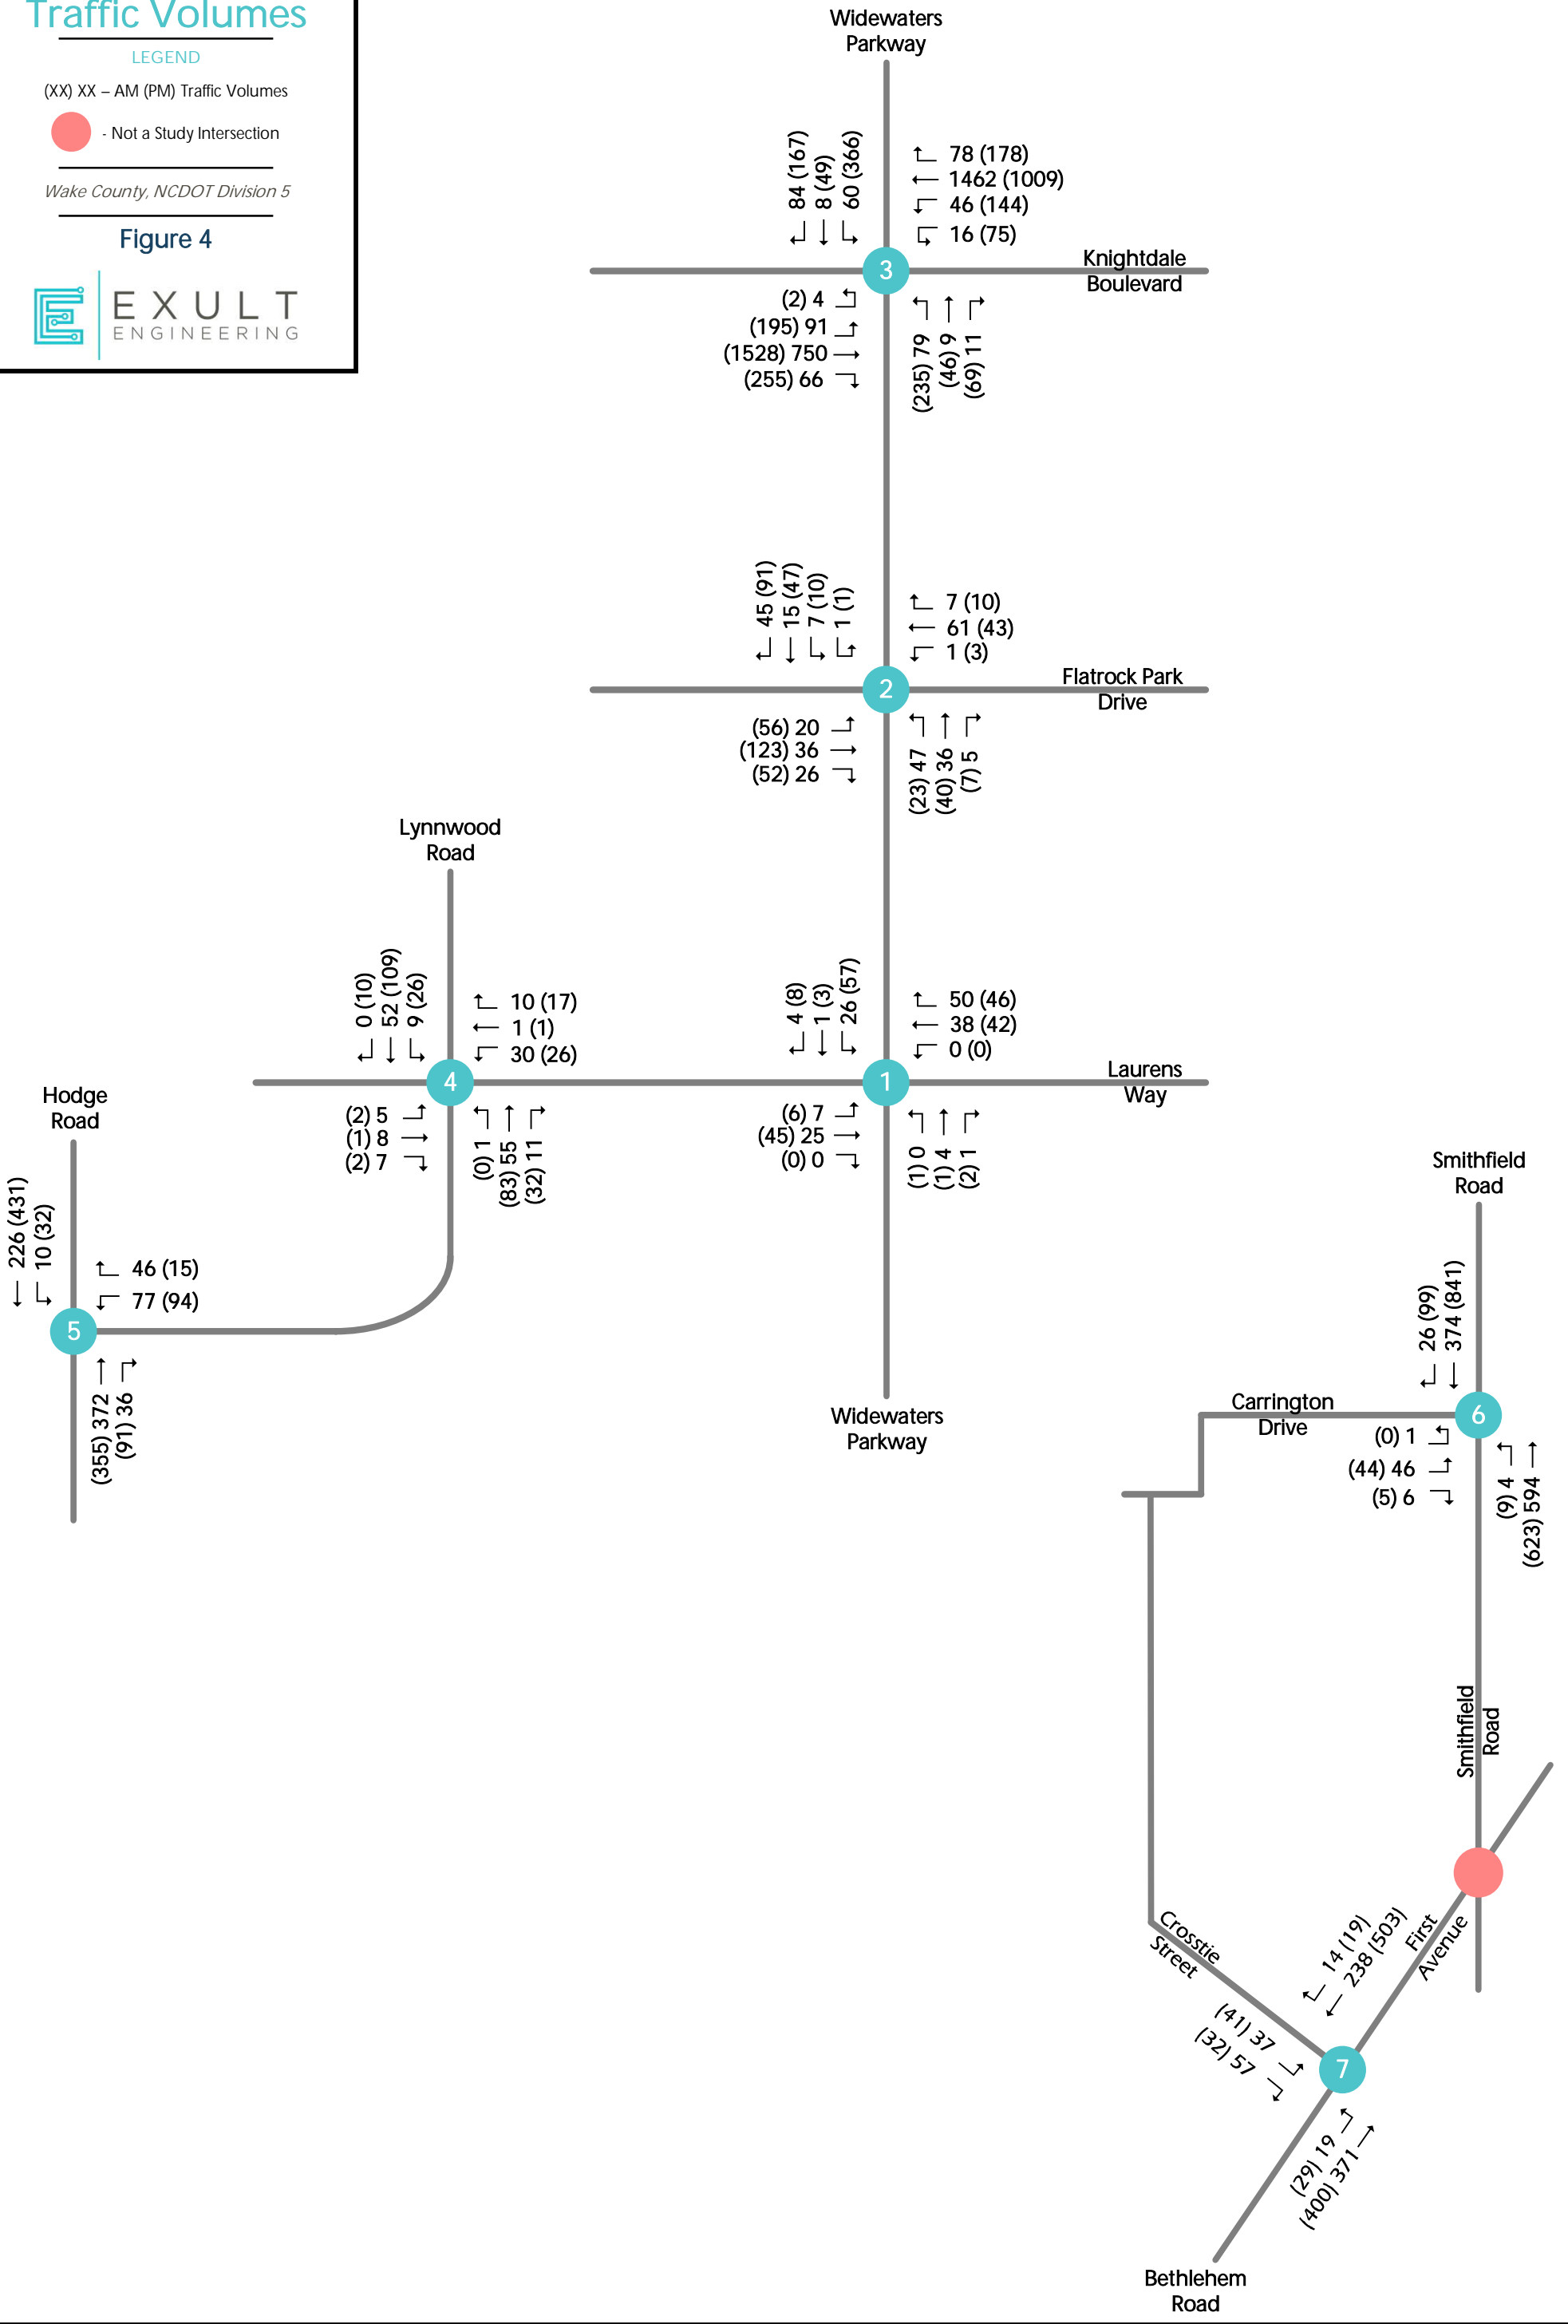 Traffic Volumes
LEGEND
(XX) XX – AM (PM) Traffic Volumes
- Not a Study Intersection
Wake County, NCDOT Division 5
Figure 4
EXULT
ENGINEERING
Widewaters
Parkway
84 (167)
8 (49)
60 (366)
78 (178)
1462 (1009)
46 (144)
16 (75)
3
Knightdale
Boulevard
(2) 4
(195) 91
(1528) 750
(255) 66
(235) 79
(46) 9
(69) 11
45 (91)
15 (47)
7 (10)
1 (1)
7 (10)
61 (43)
1 (3)
2
Flatrock Park
Drive
(56) 20
(123) 36
(52) 26
(23) 47
(40) 36
(7) 5
Lynnwood
Road
0 (10)
52 (109)
9 (26)
10 (17)
1 (1)
30 (26)
4
(2) 5
(1) 8
(2) 7
(0) 1
(83) 55
(32) 11
4 (8)
1 (3)
26 (57)
50 (46)
38 (42)
0 (0)
1
Laurens
Way
(6) 7
(45) 25
(0) 0
(1) 0
(1) 4
(2) 1
Widewaters
Parkway
Hodge
Road
226 (431)
10 (32)
46 (15)
77 (94)
5
(355) 372
(91) 36
Smithfield
Road
26 (99)
374 (841)
Carrington
Drive
6
(0) 1
(44) 46
(5) 6
(9) 4
(623) 594
Smithfield
Road
Crosstie
Street
14 (19)
238 (503)
First
Avenue
(41) 37
(32) 57
7
(29) 19
(400) 371
Bethlehem
Road